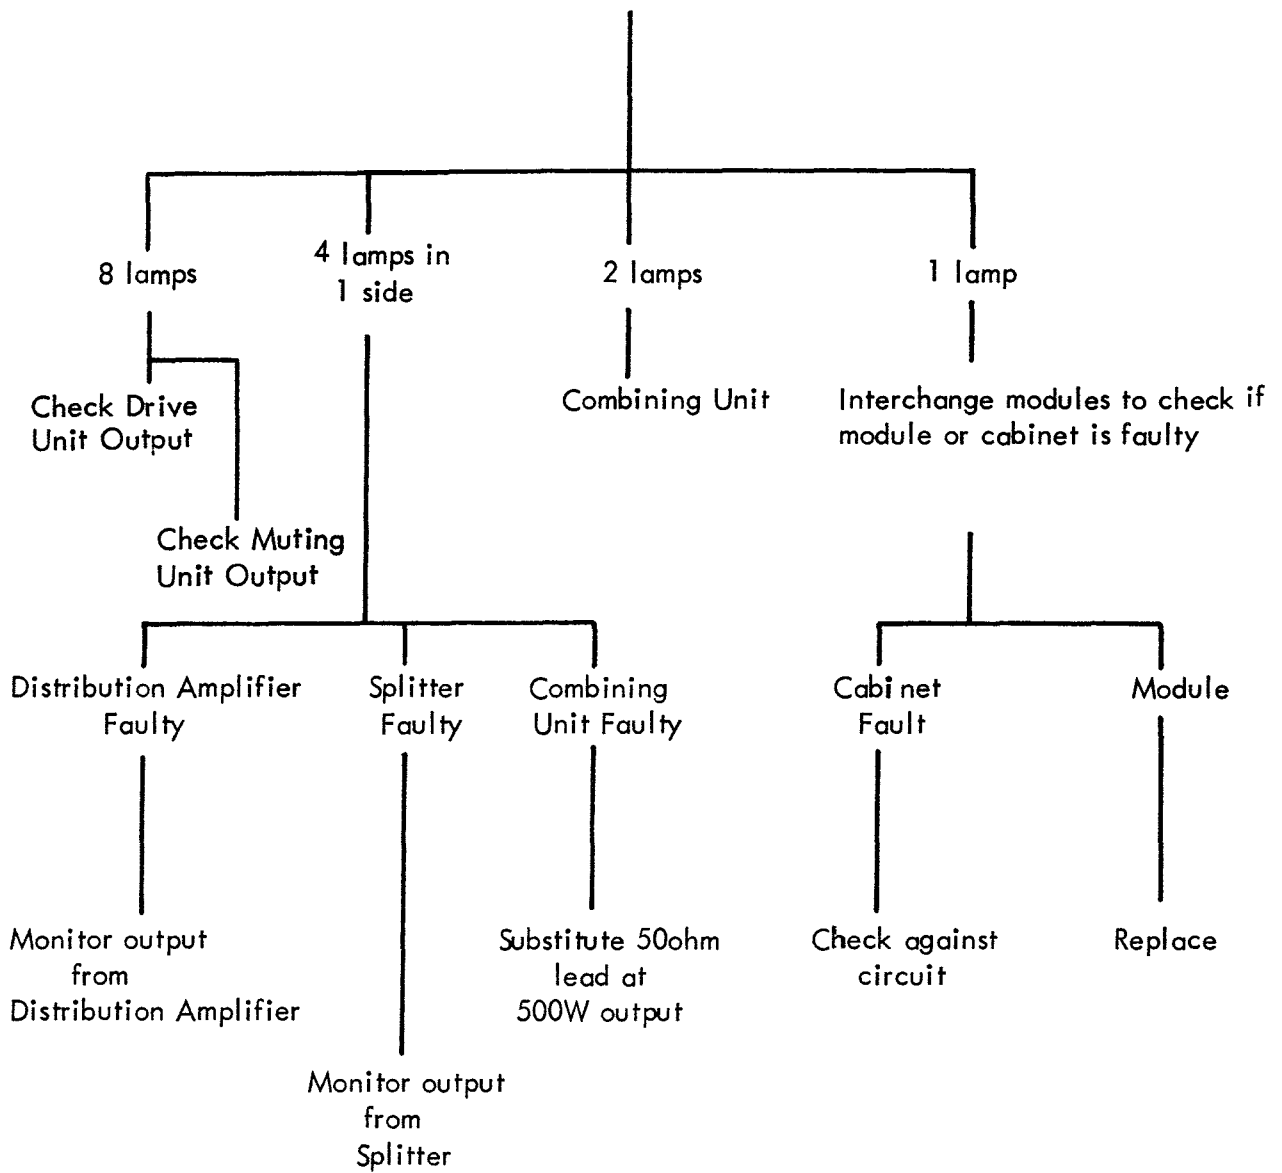 8 lamps
4 lamps in
1 side
2 lamps
1 lamp
Check Drive
Unit Output
Check Muting
Unit Output
Combining Unit
Interchange modules to check if
module or cabinet is faulty
Distribution Amplifier
Faulty
Splitter
Faulty
Combining
Unit Faulty
Cabinet
Fault
Module
Monitor output
from
Distribution Amplifier
Monitor output
from
Splitter
Substitute 50ohm
lead at
500W output
Check against
circuit
Replace